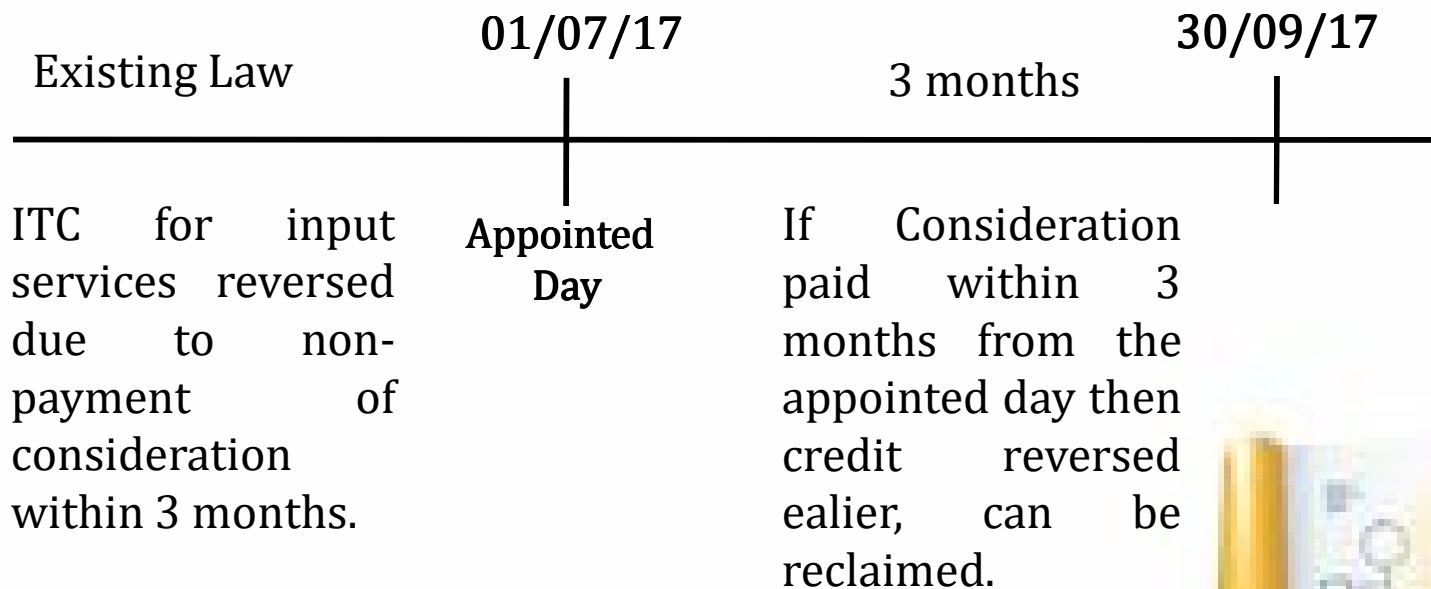 01/07/17
30/09/17
Existing Law
3 months
ITC for input
services reversed
due to non-
payment of
consideration
within 3 months.
Appointed
Day
If Consideration
paid within 3
months from the
appointed day then
credit reversed
ealier, can be
reclaimed.